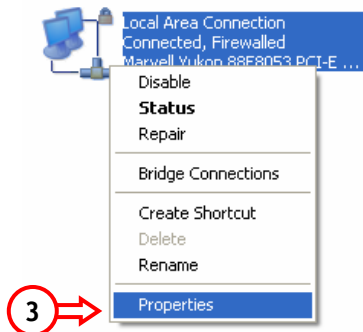 Local Area Connection
Connected, Firewalled
Marvell Yukon 88E8053 PCI-E ...
Disable
Status
Repair
Bridge Connections
Create Shortcut
Delete
Rename
3 Properties